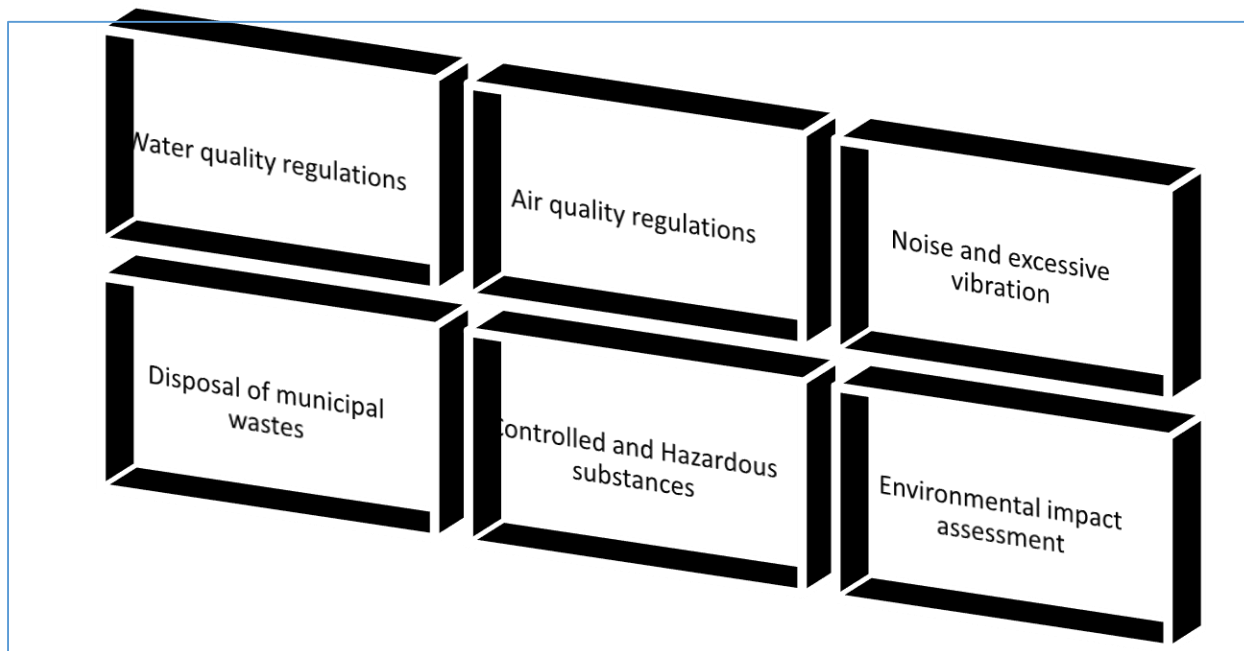 Water quality regulations
Air quality regulations
Noise and excessive
vibration
Disposal of municipal
wastes
Controlled and Hazardous
substances
Environmental impact
assessment